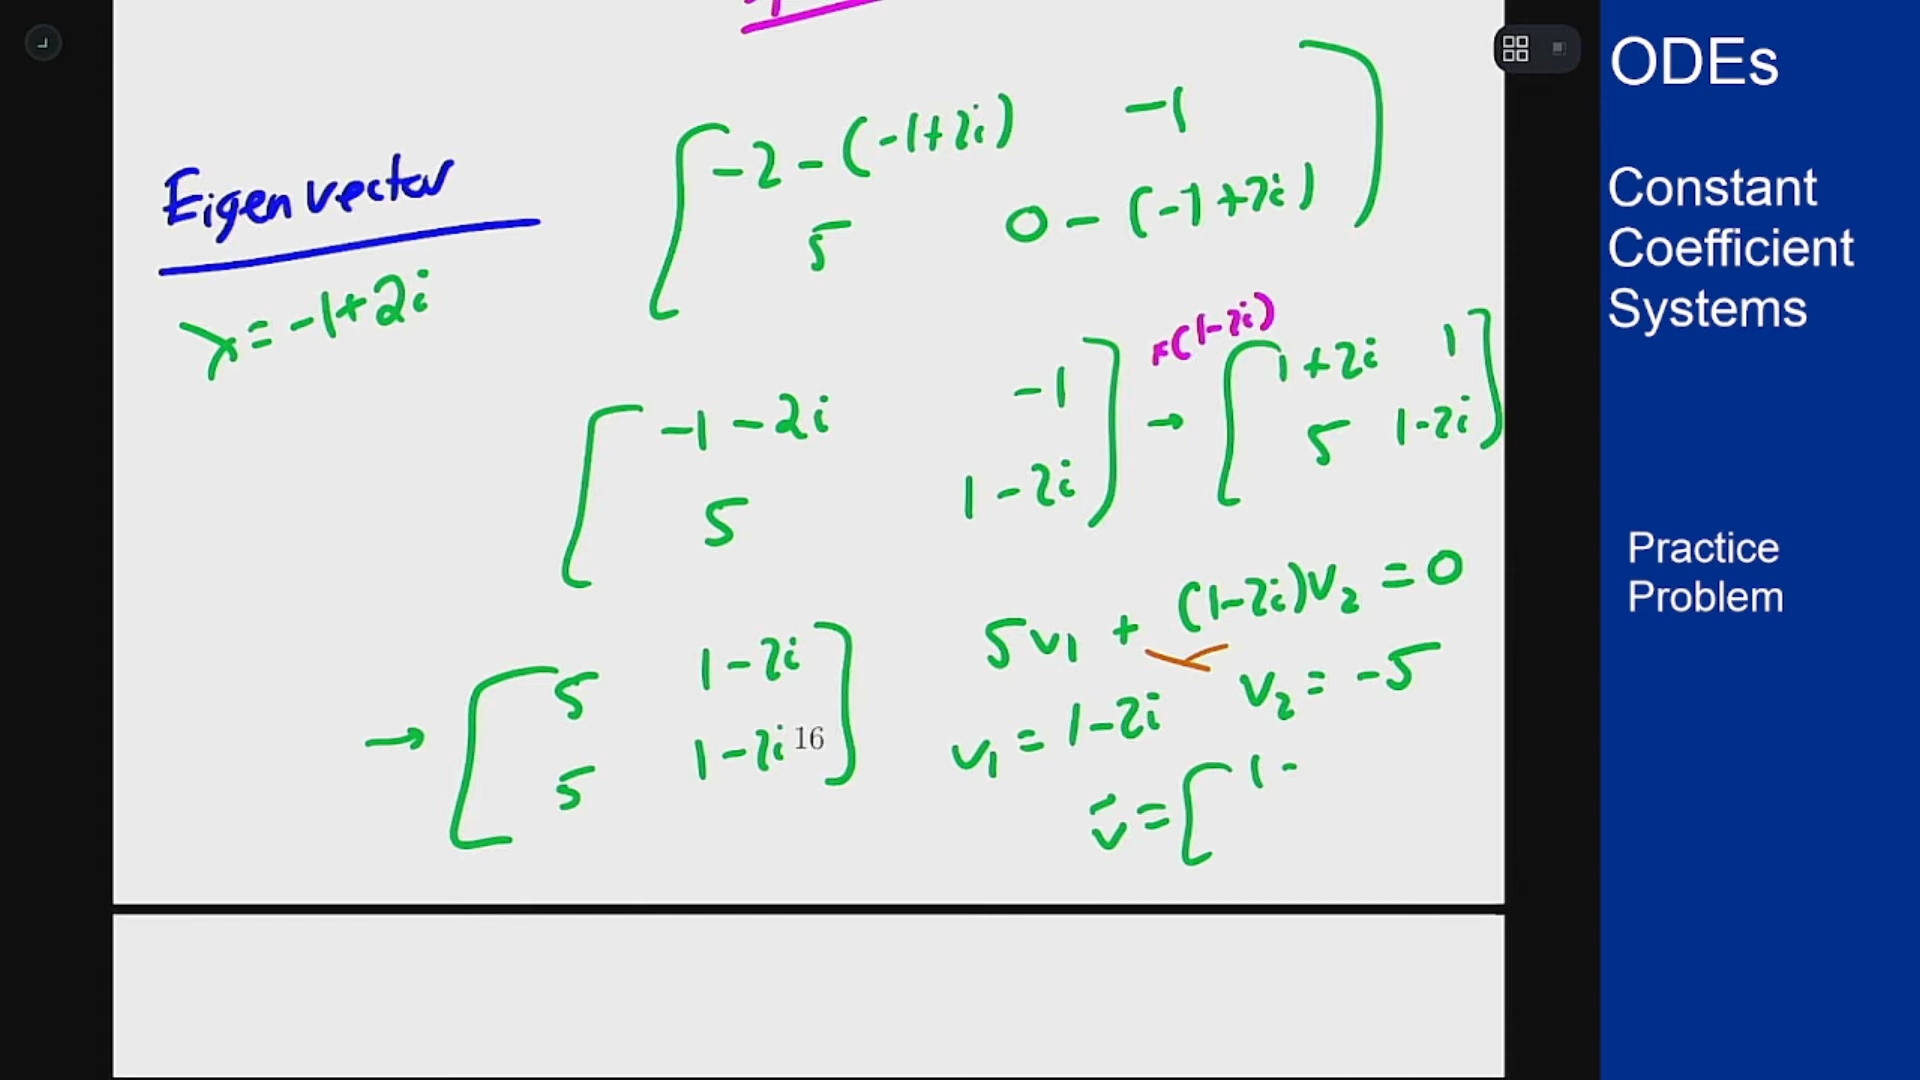 Eigenvector
λ = -1+2i
[ -2-(-1+2i) -1
5 0-(-1+2i) ]
[ -1-2i -1
5 1-2i ]
*(1-2i)
→ [ 1+2i 1
5 1-2i ]
→ [ 5 1-2i
5 1-2i ]
16
5v₁ + (1-2i)v₂ = 0
v₁ = 1-2i v₂ = -5
v⃗ = [ 1 -
ODEs
Constant
Coefficient
Systems
Practice
Problem